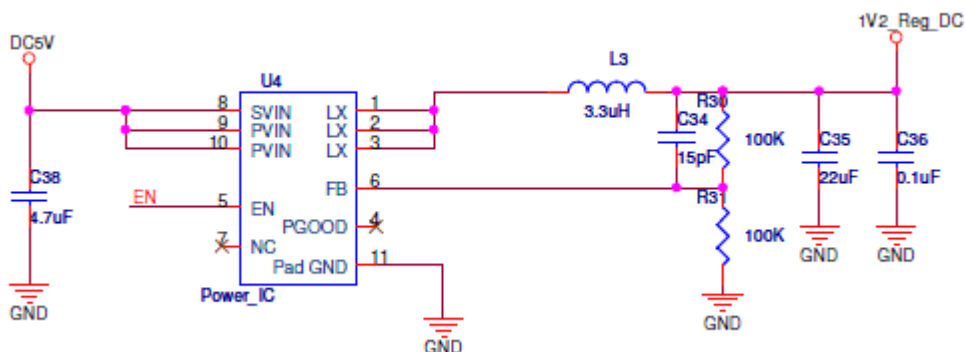 1V2_Reg_DC
DC5V
L3
U4
3.3uH
8 SVIN LX 1
9 PVIN LX 2
10 PVIN LX 3
R30
C34
100K
15pF
C35
22uF
C36
0.1uF
C38
4.7uF
FB 6
R31
EN 5 EN
PGOOD 4
100K
7 NC
Pad GND 11
Power_IC
GND
GND
GND
GND
GND